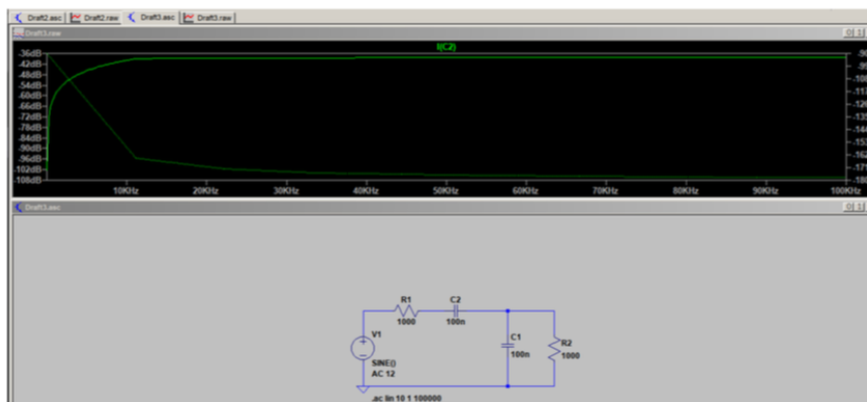 Draft2.asc Draft2.raw Draft3.asc Draft3.raw
Draft3.raw
I(C2)
-36dB
-42dB
-48dB
-54dB
-60dB
-66dB
-72dB
-78dB
-84dB
-90dB
-96dB
-102dB
-108dB
10KHz 20KHz 30KHz 40KHz 50KHz 60KHz 70KHz 80KHz 90KHz 100KHz
Draft3.asc
R1
1000
C2
100n
V1
SINE()
AC 12
C1
100n
R2
1000
.ac lin 10 1 100000